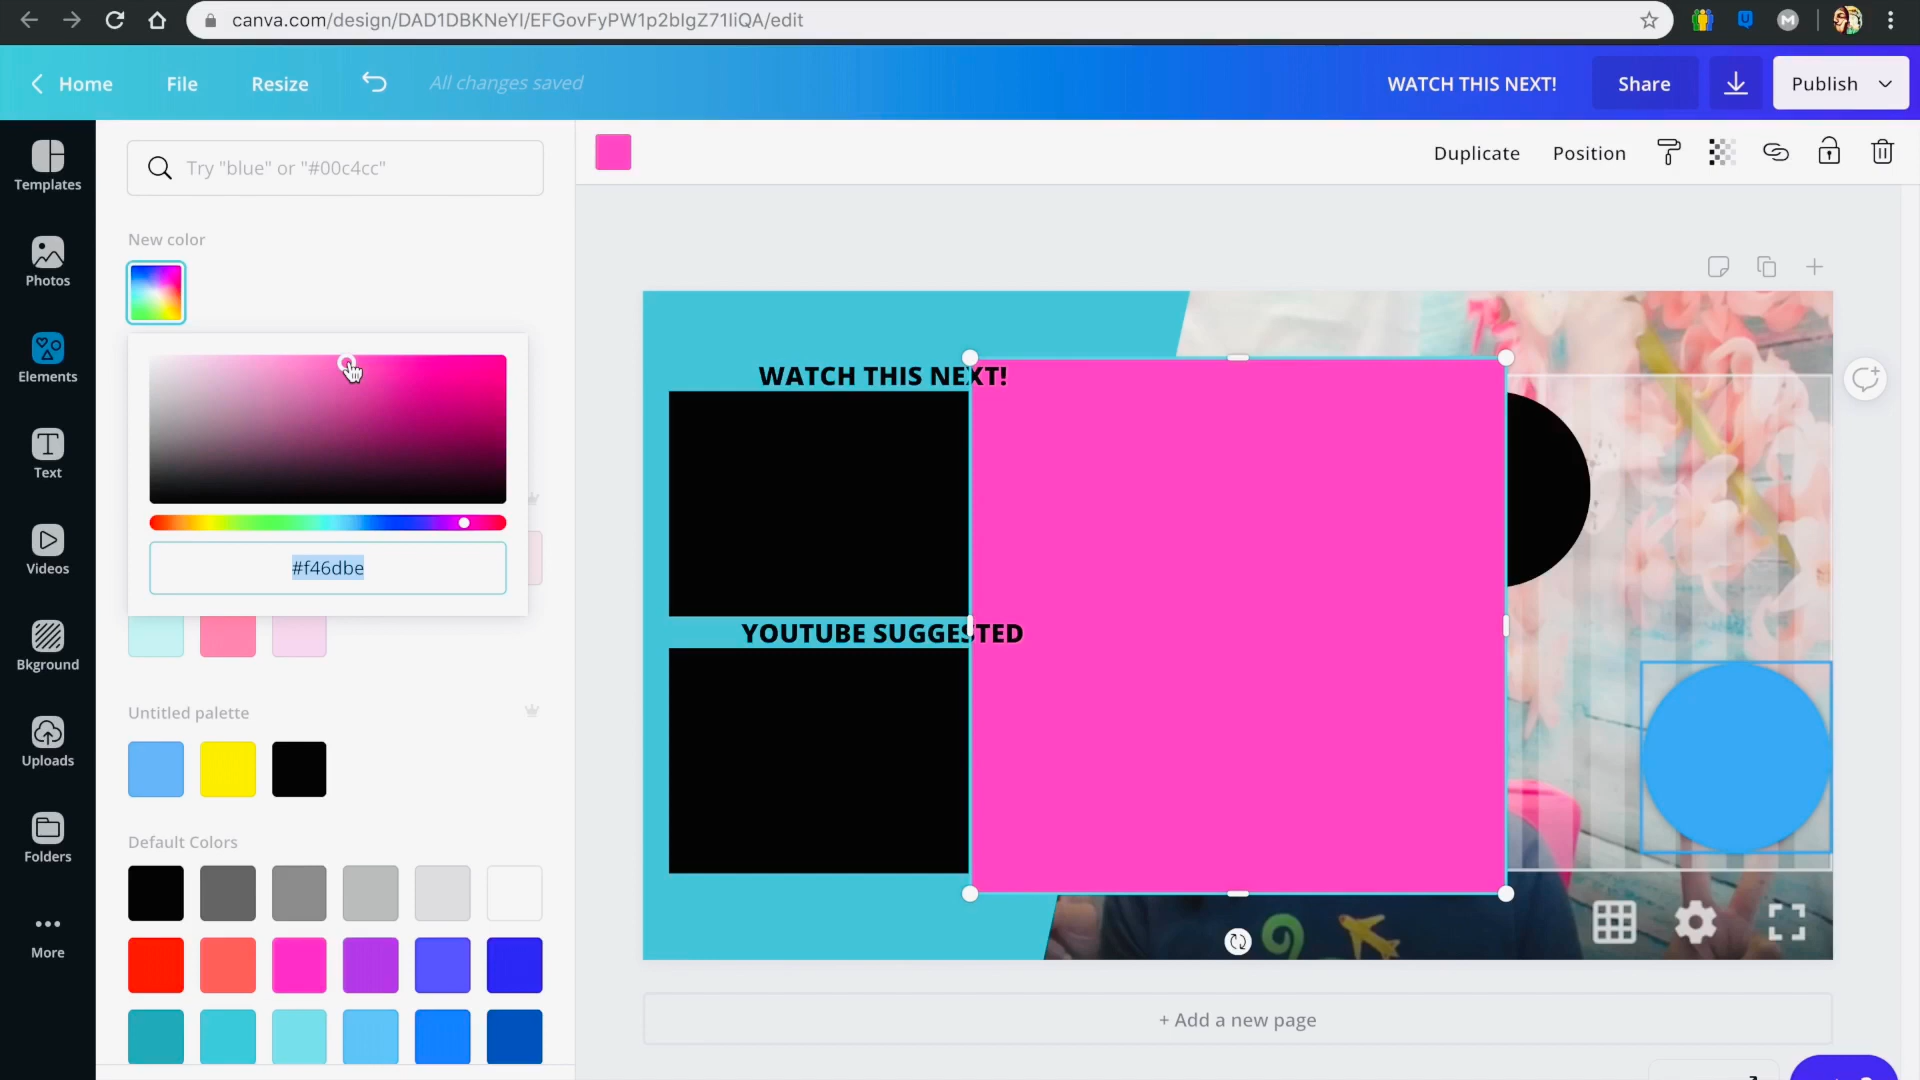 canva.com/design/DAD1DBKNeYI/EFGovFyPW1p2bIgZ71IiQA/edit
Home File Resize All changes saved WATCH THIS NEXT! Share Publish
Try "blue" or "#00c4cc" Duplicate Position
Templates
New color
Photos
Elements
WATCH THIS NEXT!
Text
#f46dbe
Videos
YOUTUBE SUGGESTED
Bkground
Untitled palette
Uploads
Default Colors
Folders
More
+ Add a new page